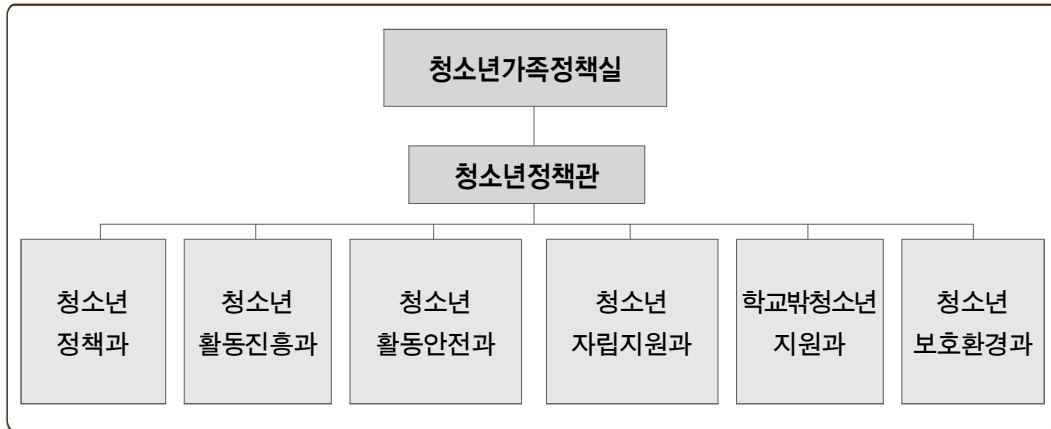 청소년가족정책실
청소년정책관
청소년
정책과
청소년
활동진흥과
청소년
활동안전과
청소년
자립지원과
학교밖청소년
지원과
청소년
보호환경과